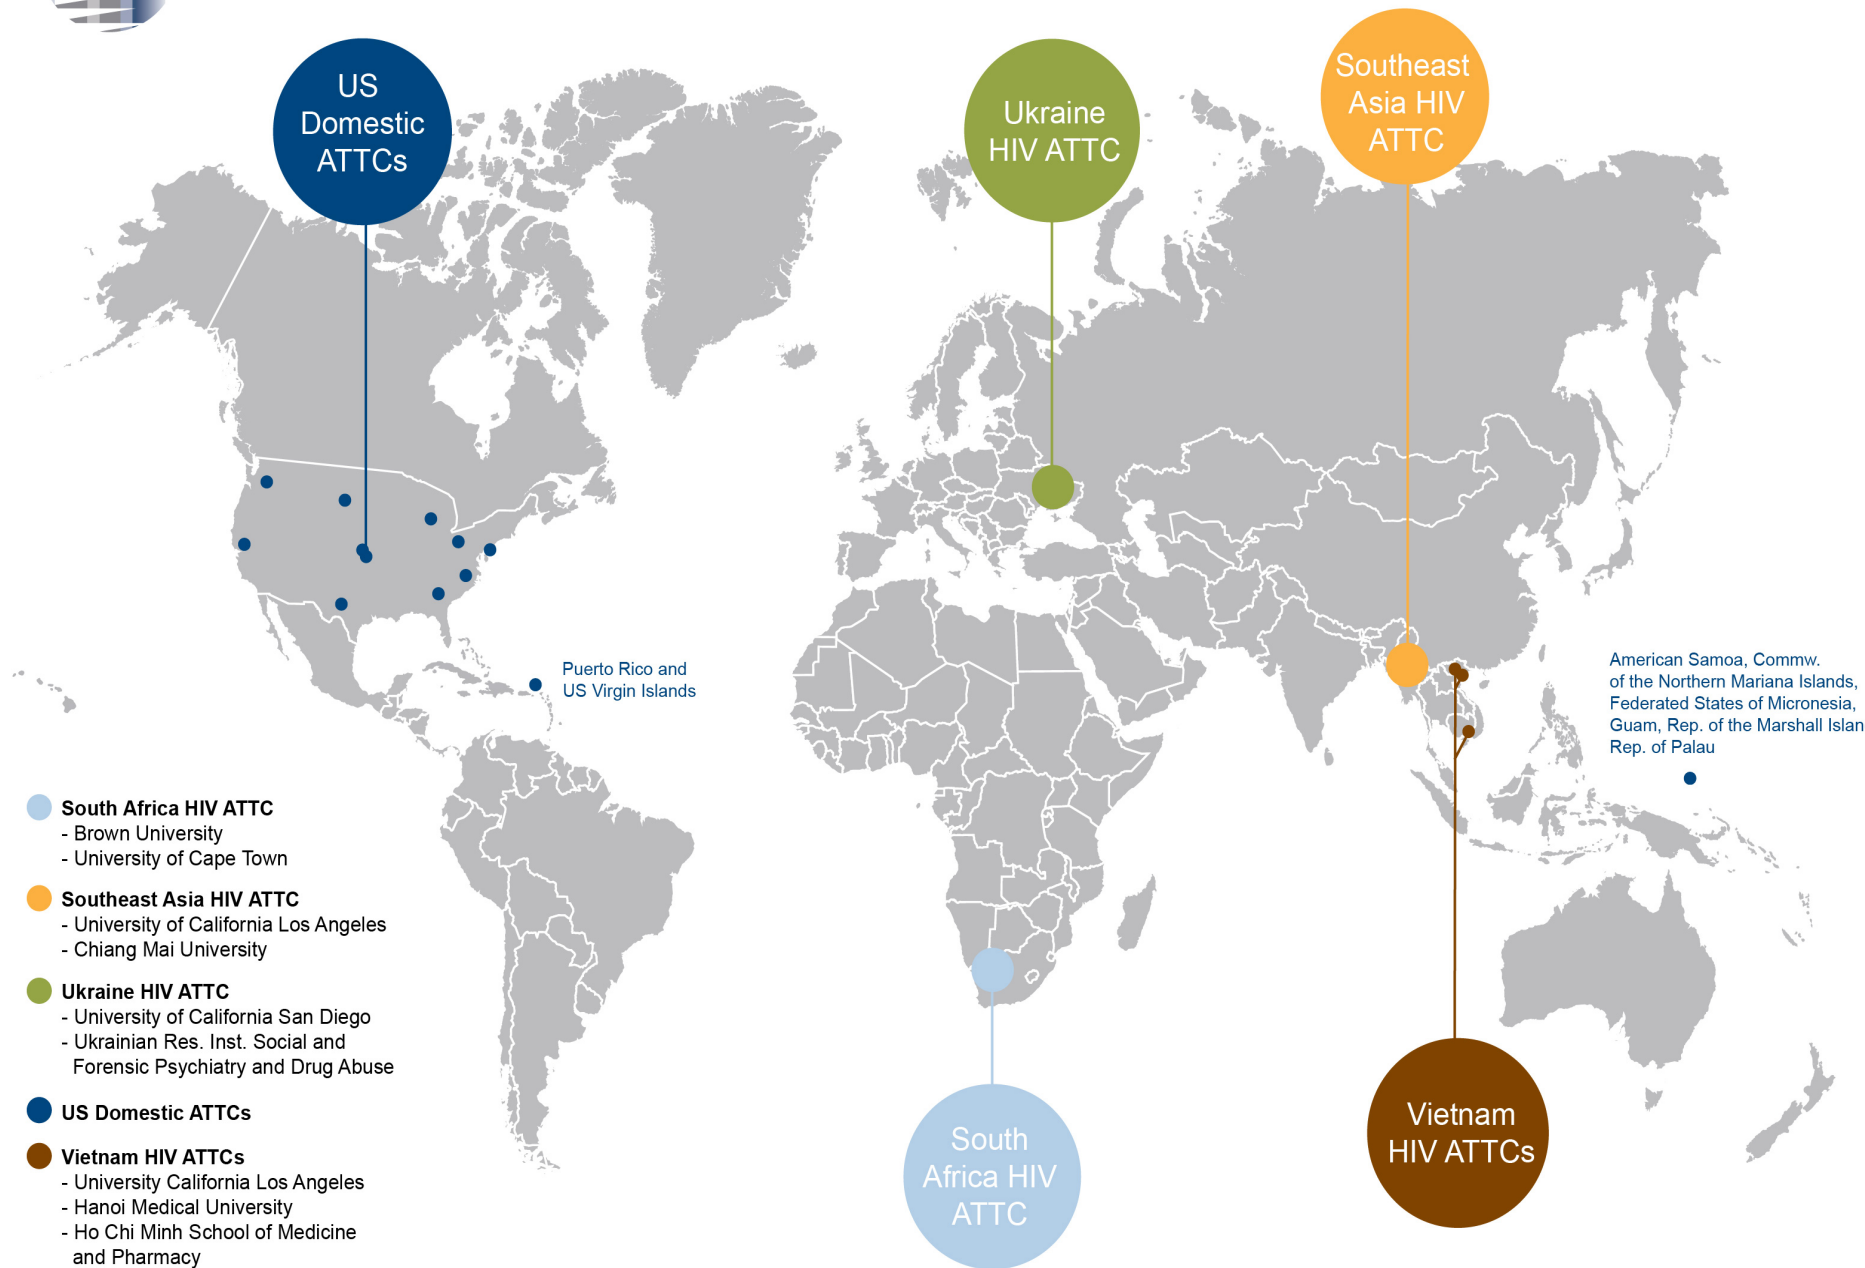 US
Domestic
ATTCs
Ukraine
HIV ATTC
Southeast
Asia HIV
ATTC
Puerto Rico and
US Virgin Islands
American Samoa, Commw.
of the Northern Mariana Islands,
Federated States of Micronesia,
Guam, Rep. of the Marshall Islan
Rep. of Palau
South Africa HIV ATTC
- Brown University
- University of Cape Town
Southeast Asia HIV ATTC
- University of California Los Angeles
- Chiang Mai University
Ukraine HIV ATTC
- University of California San Diego
- Ukrainian Res. Inst. Social and
Forensic Psychiatry and Drug Abuse
US Domestic ATTCs
Vietnam HIV ATTCs
- University California Los Angeles
- Hanoi Medical University
- Ho Chi Minh School of Medicine
and Pharmacy
South
Africa HIV
ATTC
Vietnam
HIV ATTCs